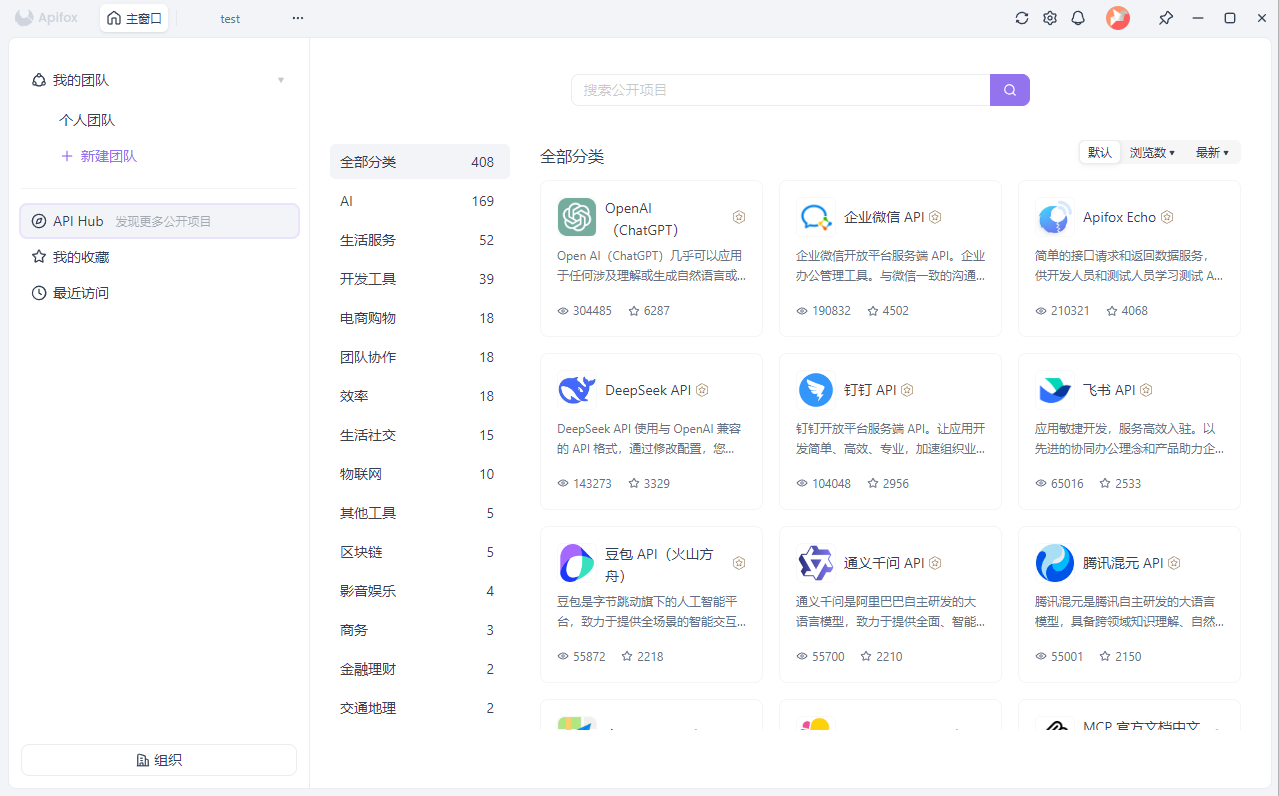 Apifox
主窗口
test
我的团队
个人团队
新建团队
API Hub 发现更多公开项目
我的收藏
最近访问
组织
搜索公开项目
全部分类 408
AI 169
生活服务 52
开发工具 39
电商购物 18
团队协作 18
效率 18
生活社交 15
物联网 10
其他工具 5
区块链 5
影音娱乐 4
商务 3
金融理财 2
交通地理 2
全部分类
默认 浏览数 最新
OpenAI
（ChatGPT）
Open AI（ChatGPT）几乎可以应用
于任何涉及理解或生成自然语言或...
304485 6287
企业微信 API
企业微信开放平台服务端 API。企业
办公管理工具。与微信一致的沟通...
190832 4502
Apifox Echo
简单的接口请求和返回数据服务，
供开发人员和测试人员学习测试 A...
210321 4068
DeepSeek API
DeepSeek API 使用与 OpenAI 兼容
的 API 格式，通过修改配置，您...
143273 3329
钉钉 API
钉钉开放平台服务端 API。让应用开
发简单、高效、专业，加速组织业...
104048 2956
飞书 API
应用敏捷开发，服务高效入驻。以
先进的协同办公理念和产品助力企...
65016 2533
豆包 API（火山方
舟）
豆包是字节跳动旗下的人工智能平
台，致力于提供全场景的智能交互...
55872 2218
通义千问 API
通义千问是阿里巴巴自主研发的大
语言模型，致力于提供全面、智能...
55700 2210
腾讯混元 API
腾讯混元是腾讯自主研发的大语言
模型，具备跨领域知识理解、自然...
55001 2150
MCP 官方文档中文